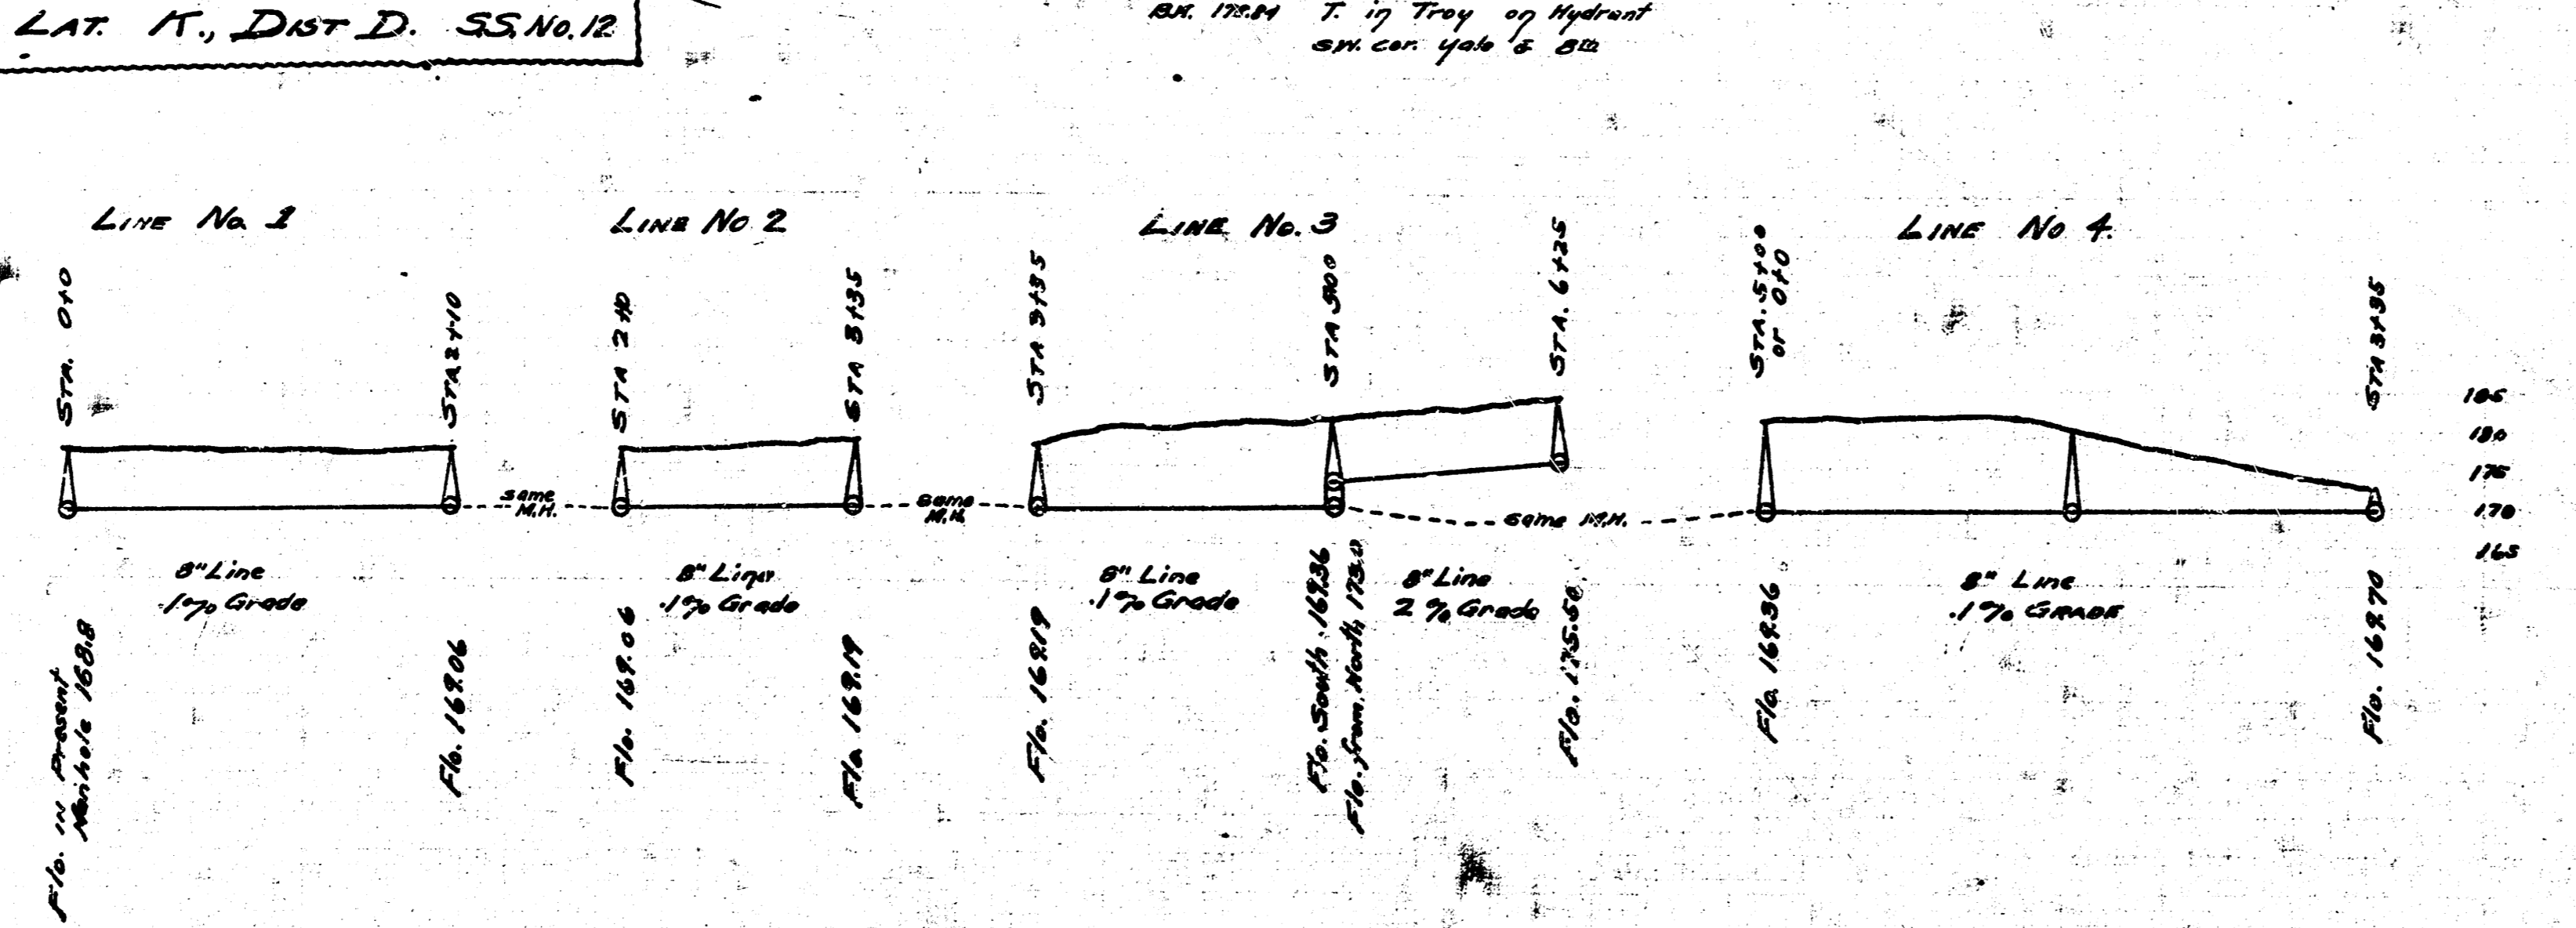 LAT. K., DIST D. S.S. No. 12
B.M. 178.84 T. in Troy on Hydrant
S.W. cor. Yale & 8th
LINE No. 1
LINE No 2
LINE No. 3
LINE No 4.
STA. 0+0
STA 2+10
STA 2+10
STA 3+35
STA 3+35
STA 5+00
STA. 6+25
STA. 5+00
or 0+0
STA 3+35
185
180
175
170
165
same
M.H.
same
M.H.
same M.H.
8" Line
.1% Grade
8" Line
.1% Grade
8" Line
.1% Grade
8" Line
2 % Grade
8" Line
.1% GRADE
Flo. IN Present
Manhole 168.8
Flo. 169.06
Flo. 169.06
Flo. 169.19
Flo. 169.19
Flo. South 169.36
Flo. from North, 173.0
Flo. 175.50
Flo. 169.36
Flo. 169.70